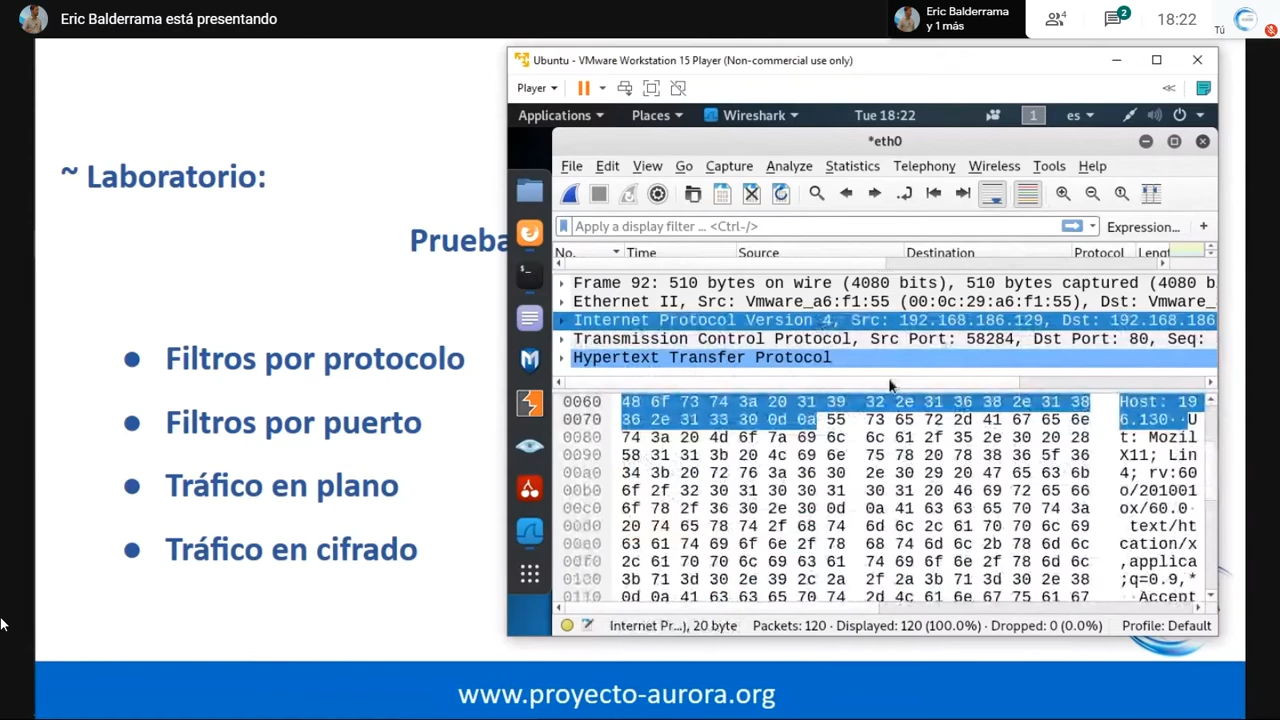 Eric Balderrama está presentando
Eric Balderrama
y 1 más
4
2
18:22
Tú
~ Laboratorio:
Prueba
● Filtros por protocolo
● Filtros por puerto
● Tráfico en plano
● Tráfico en cifrado
www.proyecto-aurora.org
Ubuntu - VMware Workstation 15 Player (Non-commercial use only)
Player
Applications Places Wireshark Tue 18:22 1 es
*eth0
File Edit View Go Capture Analyze Statistics Telephony Wireless Tools Help
Apply a display filter ... <Ctrl-/> Expression... +
No. Time Source Destination Protocol Leng
Frame 92: 510 bytes on wire (4080 bits), 510 bytes captured (4080 b
Ethernet II, Src: Vmware_a6:f1:55 (00:0c:29:a6:f1:55), Dst: Vmware_
Internet Protocol Version 4, Src: 192.168.186.129, Dst: 192.168.186
Transmission Control Protocol, Src Port: 58284, Dst Port: 80, Seq:
Hypertext Transfer Protocol
0060 48 6f 73 74 3a 20 31 39 32 2e 31 36 38 2e 31 38 Host: 19
0070 36 2e 31 33 30 0d 0a 55 73 65 72 2d 41 67 65 6e 6.130··U
0080 74 3a 20 4d 6f 7a 69 6c 6c 61 2f 35 2e 30 20 28 t: Mozil
0090 58 31 31 3b 20 4c 69 6e 75 78 20 78 38 36 5f 36 X11; Lin
00a0 34 3b 20 72 76 3a 36 30 2e 30 29 20 47 65 63 6b 4; rv:60
00b0 6f 2f 32 30 31 30 30 31 30 31 20 46 69 72 65 66 o/201001
00c0 6f 78 2f 36 30 2e 30 0d 0a 41 63 63 65 70 74 3a ox/60.0
00d0 20 74 65 78 74 2f 68 74 6d 6c 2c 61 70 70 6c 69 text/ht
00e0 63 61 74 69 6f 6e 2f 78 68 74 6d 6c 2b 78 6d 6c cation/x
00f0 2c 61 70 70 6c 69 63 61 74 69 6f 6e 2f 78 6d 6c ,applica
0100 3b 71 3d 30 2e 39 2c 2a 2f 2a 3b 71 3d 30 2e 38 ;q=0.9,*
0110 0d 0a 41 63 63 65 70 74 2d 4c 61 6e 67 75 61 67 ··Accept
Internet Pr...), 20 byte Packets: 120 · Displayed: 120 (100.0%) · Dropped: 0 (0.0%) Profile: Default